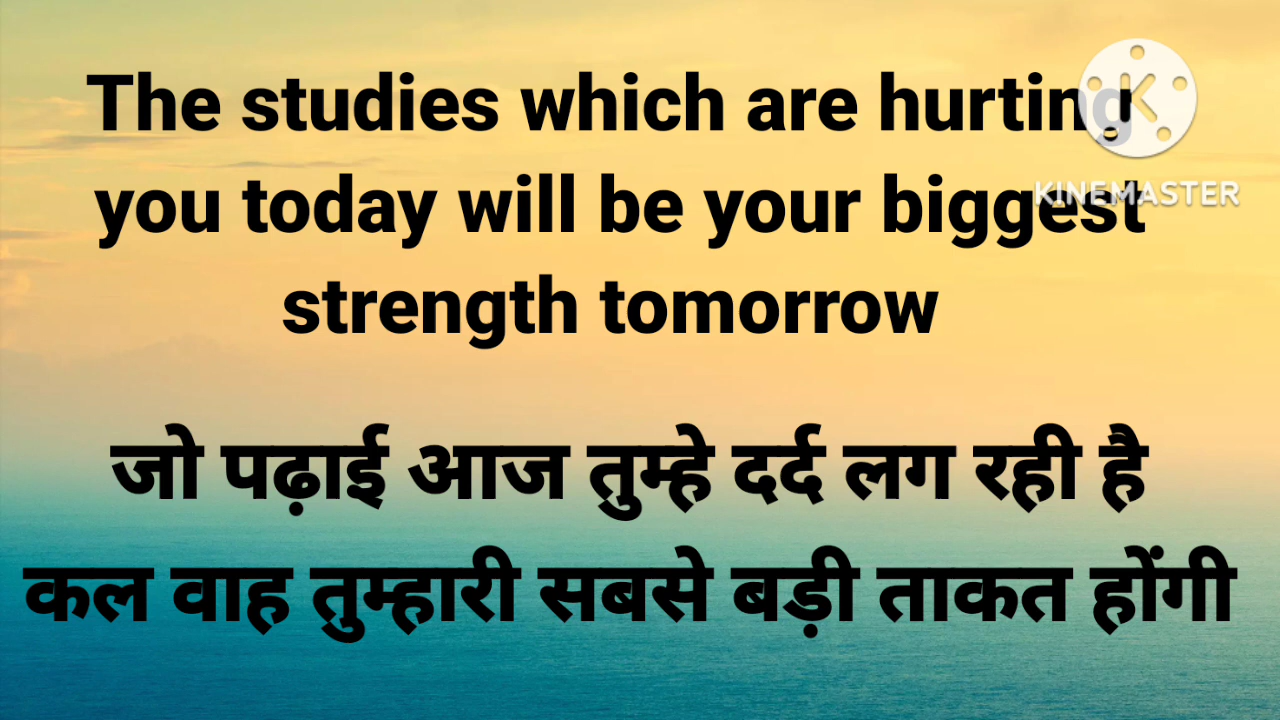 The studies which are hurting
you today will be your biggest
strength tomorrow
K
KINEMASTER
जो पढ़ाई आज तुम्हे दर्द लग रही है
कल वाह तुम्हारी सबसे बड़ी ताकत होंगी